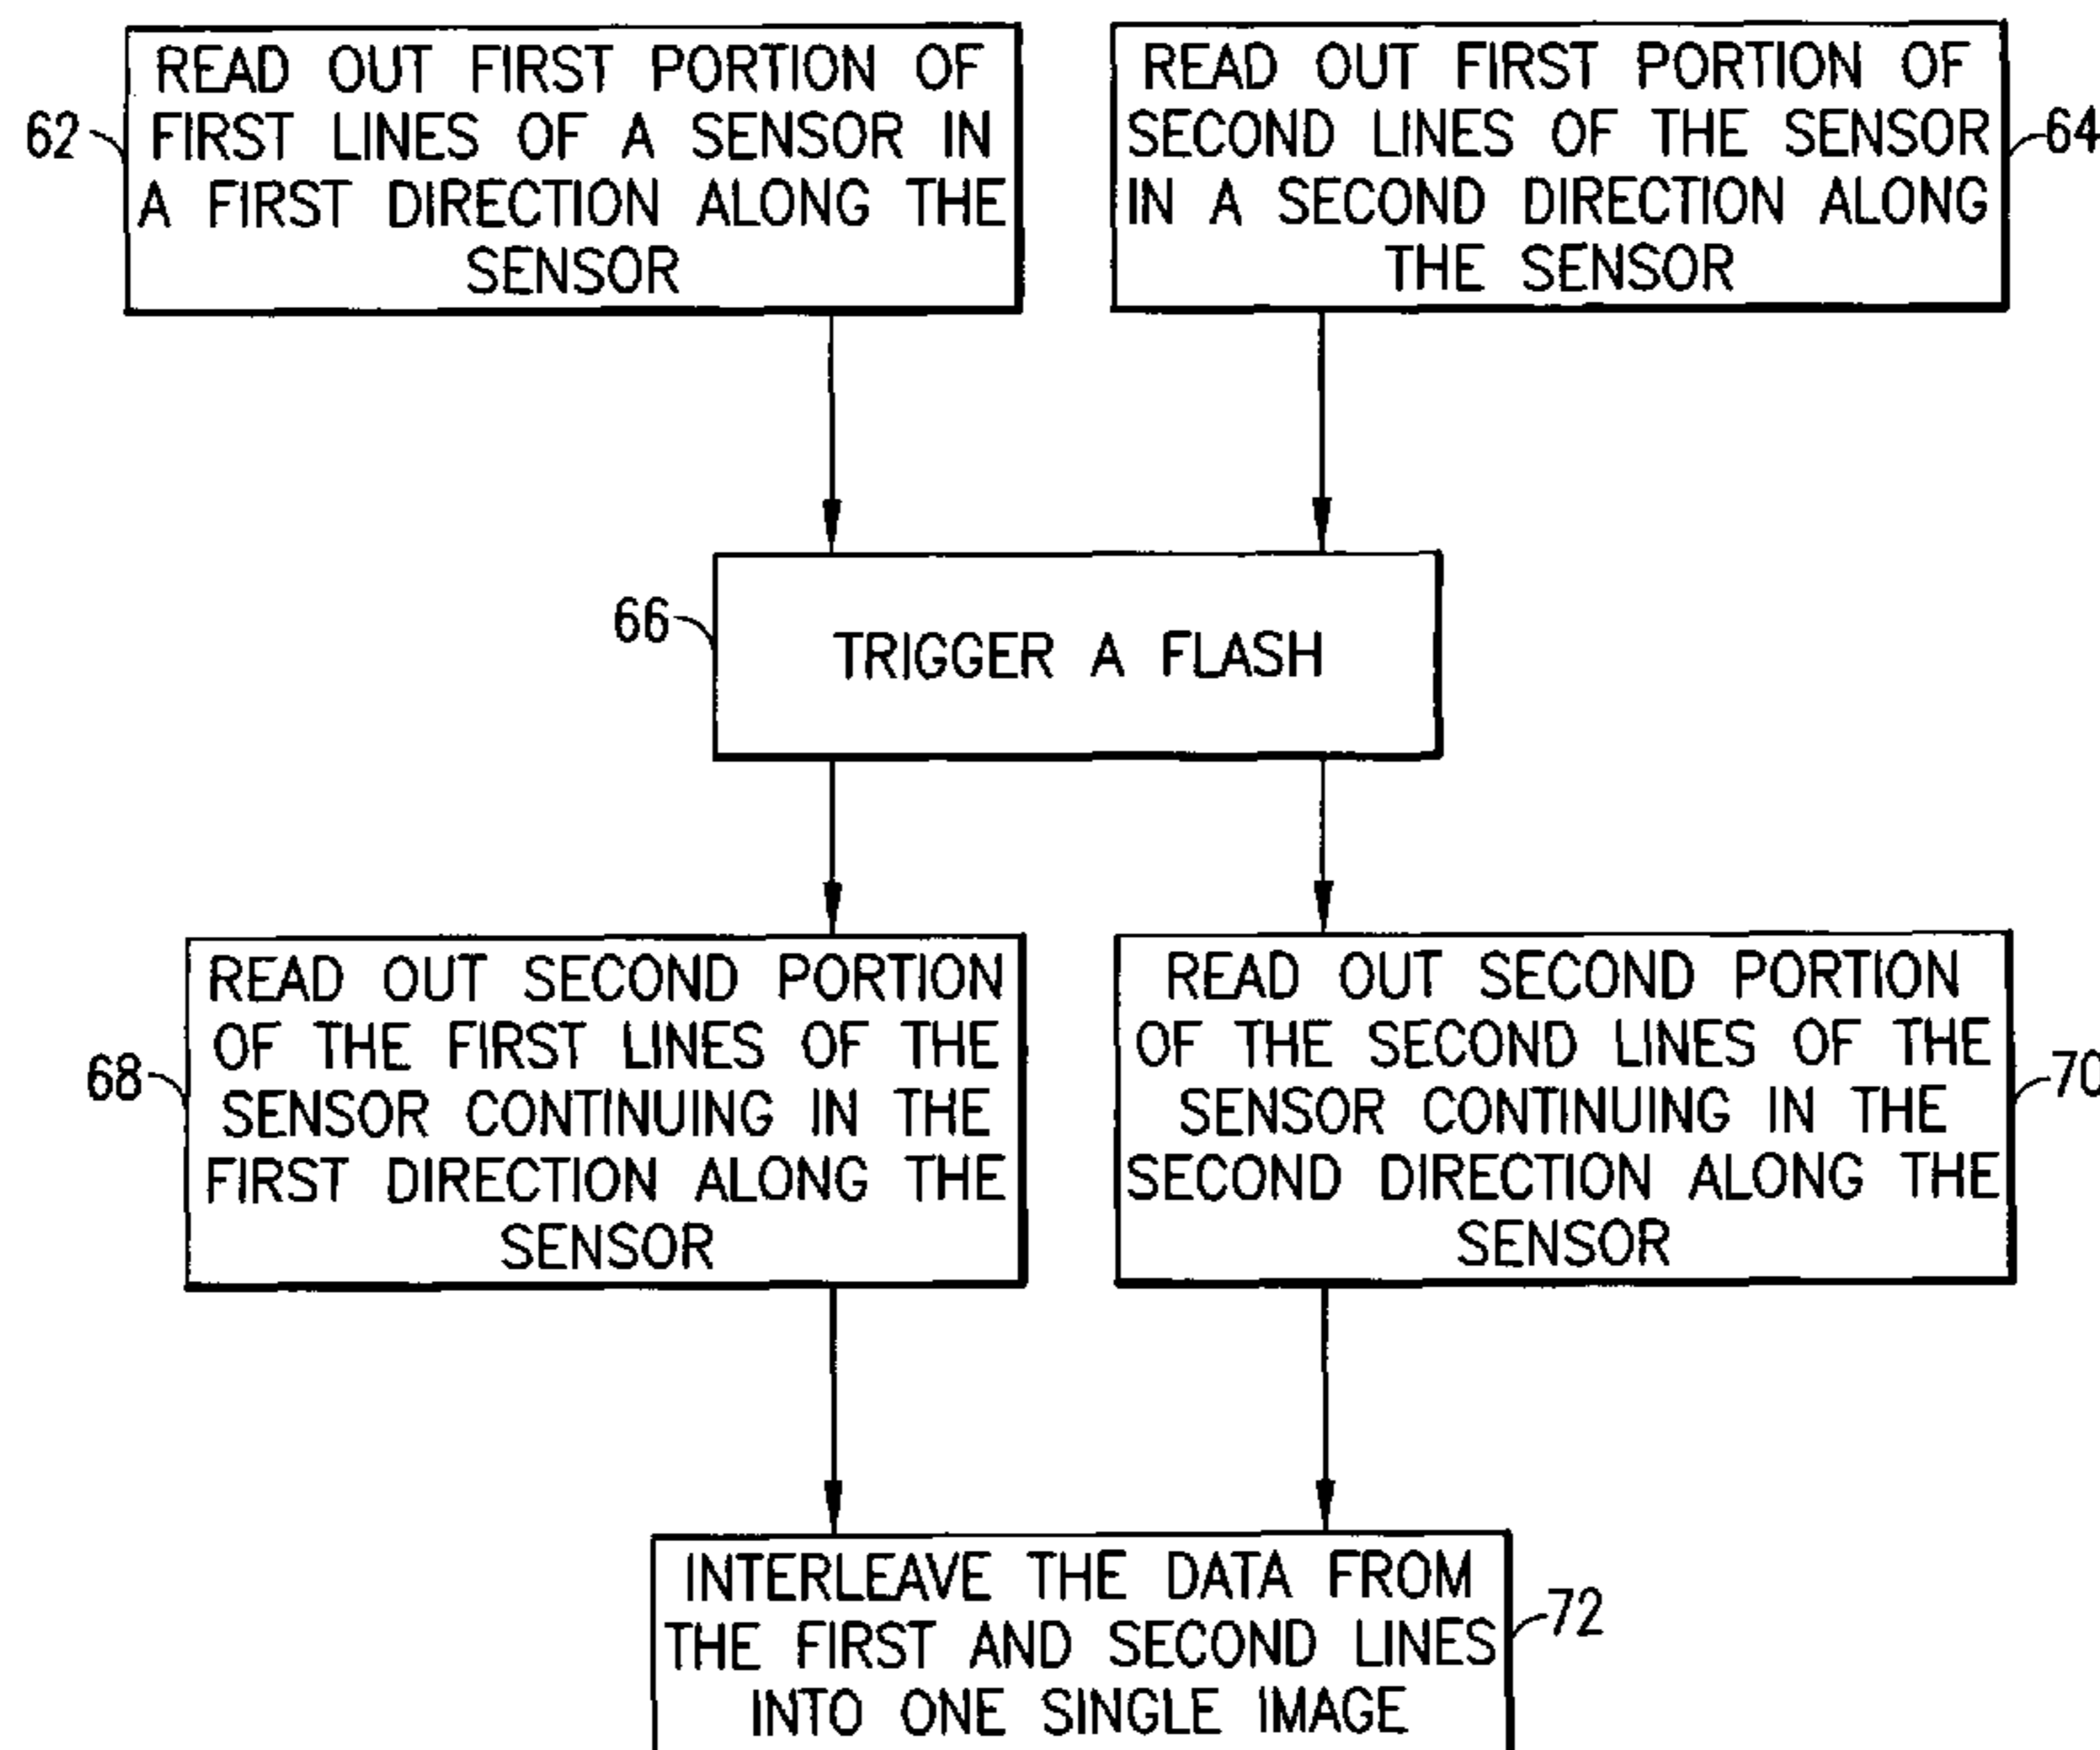 62
READ OUT FIRST PORTION OF
FIRST LINES OF A SENSOR IN
A FIRST DIRECTION ALONG THE
SENSOR
READ OUT FIRST PORTION OF
SECOND LINES OF THE SENSOR
IN A SECOND DIRECTION ALONG
THE SENSOR
64
66
TRIGGER A FLASH
68
READ OUT SECOND PORTION
OF THE FIRST LINES OF THE
SENSOR CONTINUING IN THE
FIRST DIRECTION ALONG THE
SENSOR
READ OUT SECOND PORTION
OF THE SECOND LINES OF THE
SENSOR CONTINUING IN THE
SECOND DIRECTION ALONG THE
SENSOR
70
INTERLEAVE THE DATA FROM
THE FIRST AND SECOND LINES
INTO ONE SINGLE IMAGE
72